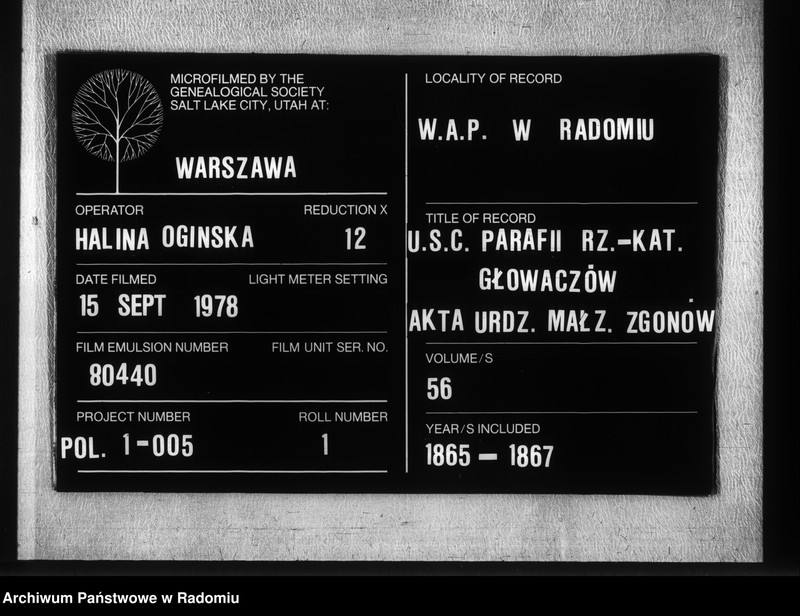 MICROFILMED BY THE
GENEALOGICAL SOCIETY
SALT LAKE CITY, UTAH AT:
WARSZAWA
OPERATOR
REDUCTION X
HALINA OGINSKA
12
DATE FILMED
LIGHT METER SETTING
15 SEPT 1978
FILM EMULSION NUMBER
FILM UNIT SER. NO.
80440
PROJECT NUMBER
ROLL NUMBER
POL. 1-005
1
LOCALITY OF RECORD
W.A.P. W RADOMIU
TITLE OF RECORD
U.S.C. PARAFII RZ.-KAT.
GŁOWACZÓW
AKTA URDZ. MAŁZ. ZGONÓW
VOLUME/S
56
YEAR/S INCLUDED
1865 - 1867
Archiwum Państwowe w Radomiu